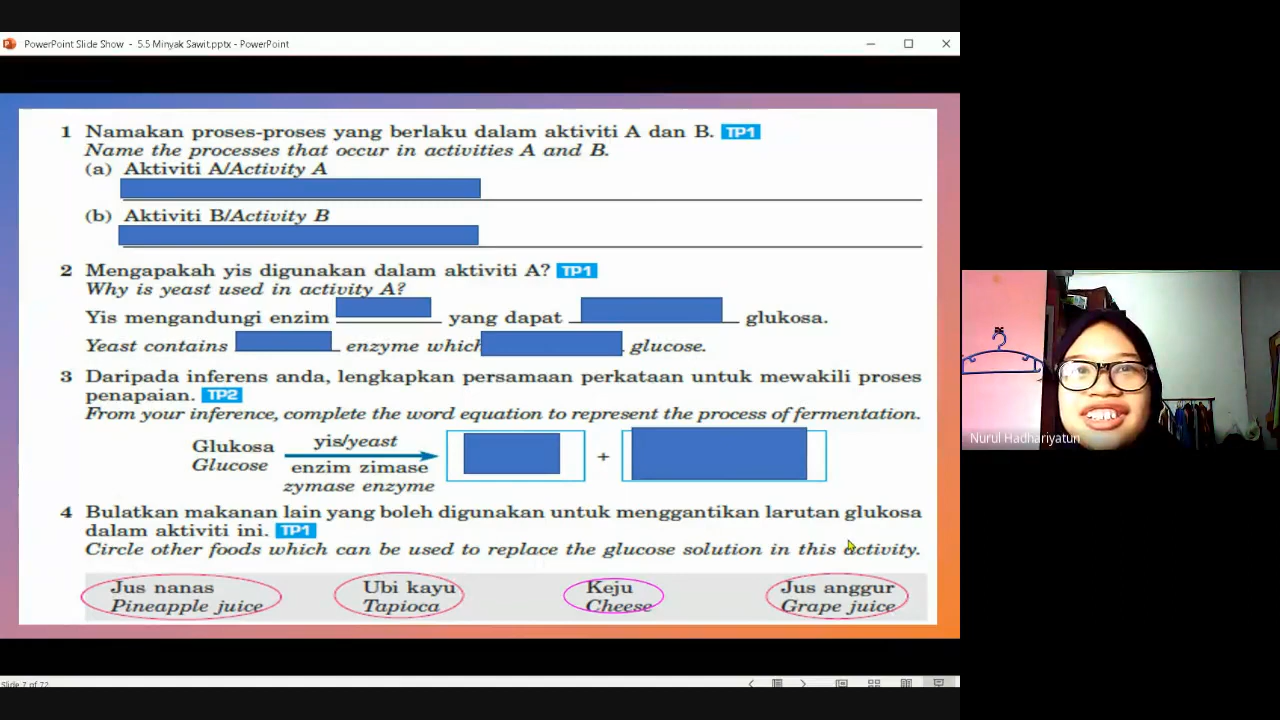 PowerPoint Slide Show - 5.5 Minyak Sawit.pptx - PowerPoint
1 Namakan proses-proses yang berlaku dalam aktiviti A dan B. TP1
Name the processes that occur in activities A and B.
(a) Aktiviti A/Activity A
(b) Aktiviti B/Activity B
2 Mengapakah yis digunakan dalam aktiviti A? TP1
Why is yeast used in activity A?
Yis mengandungi enzim yang dapat glukosa.
Yeast contains enzyme which glucose.
3 Daripada inferens anda, lengkapkan persamaan perkataan untuk mewakili proses
penapaian. TP2
From your inference, complete the word equation to represent the process of fermentation.
Glukosa yis/yeast
Glucose enzim zimase +
zymase enzyme
4 Bulatkan makanan lain yang boleh digunakan untuk menggantikan larutan glukosa
dalam aktiviti ini. TP1
Circle other foods which can be used to replace the glucose solution in this activity.
Jus nanas Ubi kayu Keju Jus anggur
Pineapple juice Tapioca Cheese Grape juice
Slide 7 of 72
Nurul Hadhariyatun